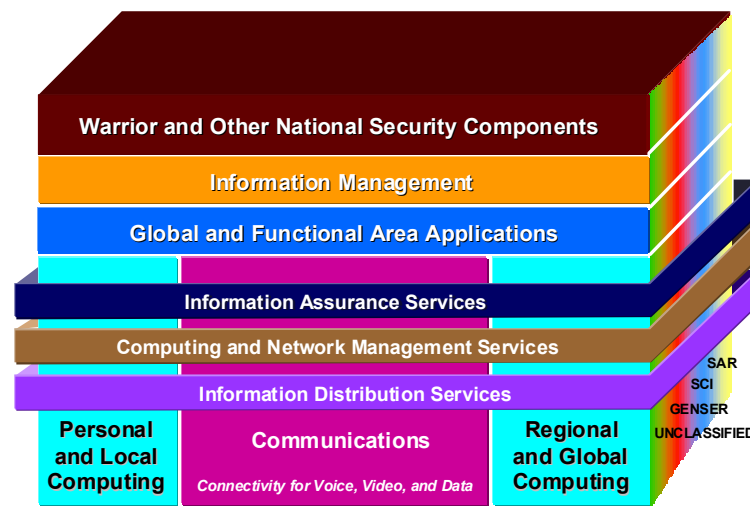 Warrior and Other National Security Components
Information Management
Global and Functional Area Applications
Information Assurance Services
Computing and Network Management Services
Information Distribution Services
SAR
SCI
GENSER
UNCLASSIFIED
Personal
and Local
Computing
Communications
Connectivity for Voice, Video, and Data
Regional
and Global
Computing